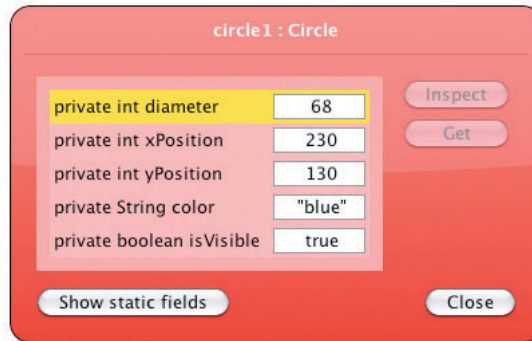 circle1 : Circle
private int diameter 68
private int xPosition 230
private int yPosition 130
private String color "blue"
private boolean isVisible true
Inspect
Get
Show static fields
Close